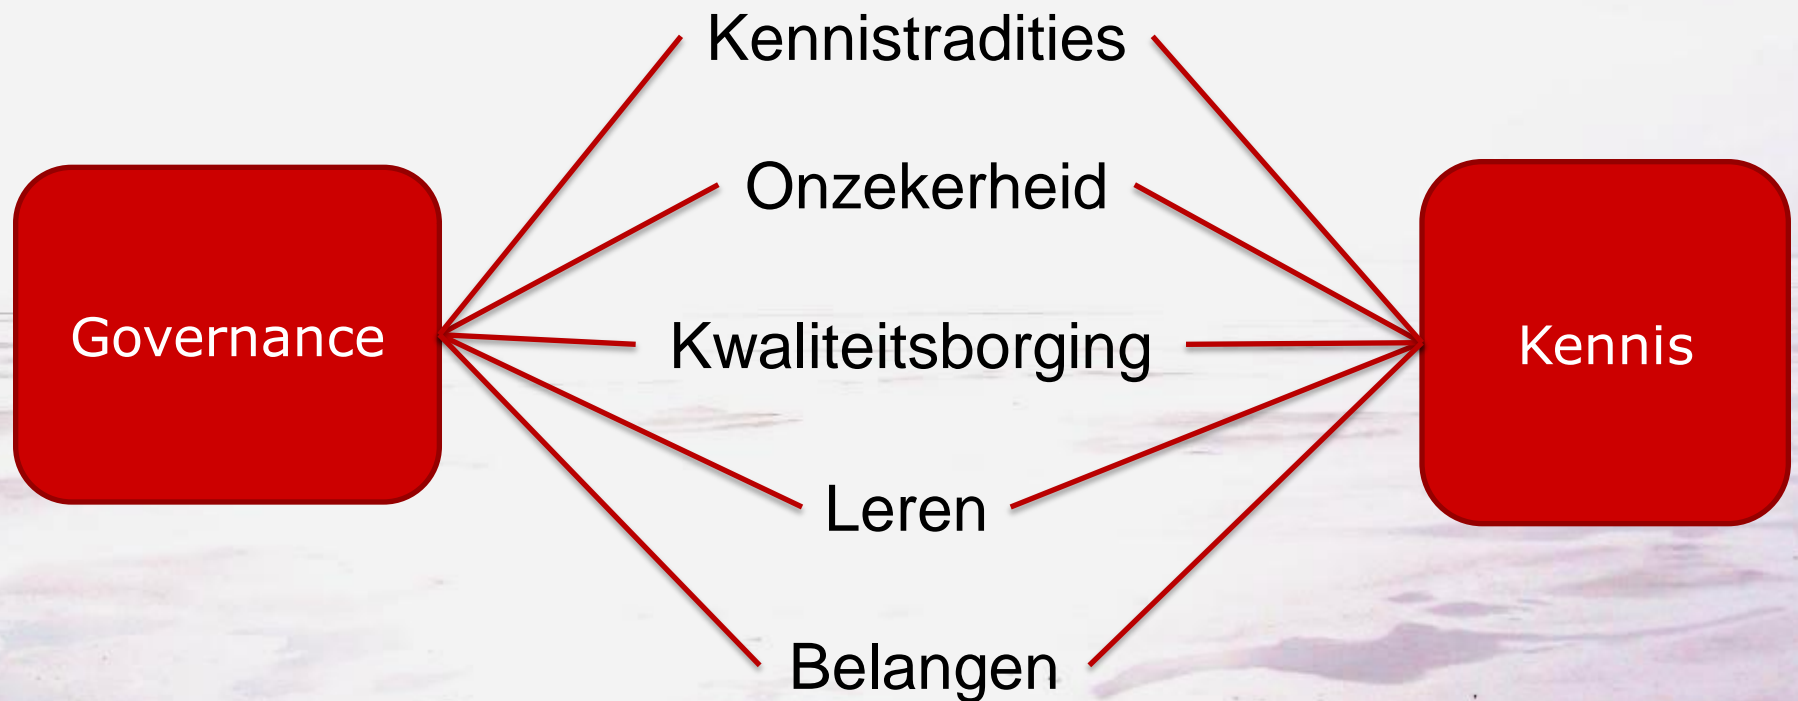 Kennistradities
Onzekerheid
Governance
Kwaliteitsborging
Kennis
Leren
Belangen